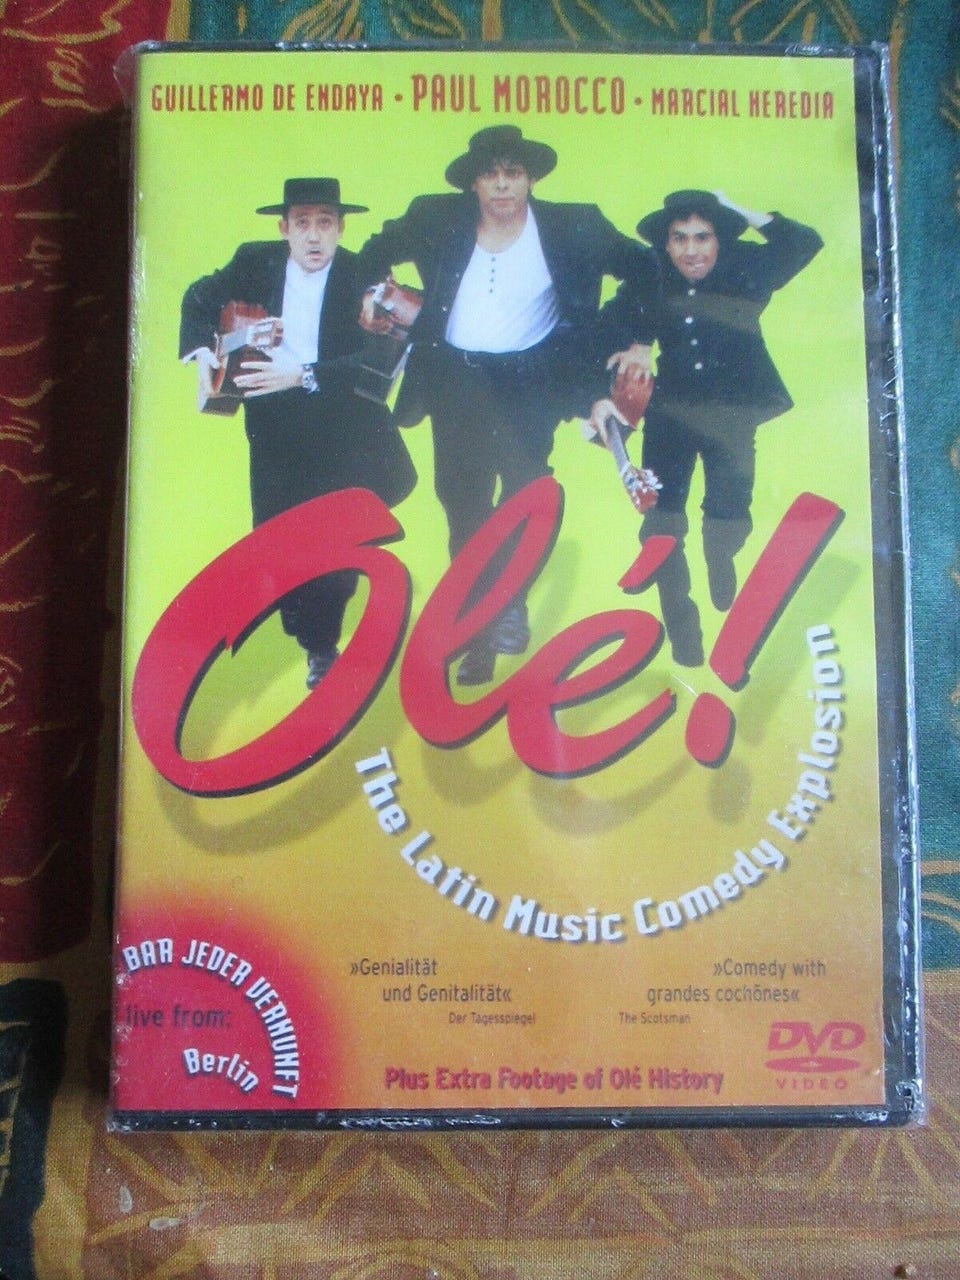 GUILLERMO DE ENDAYA • PAUL MOROCCO • MARCIAL HEREDIA
Olé!
The Latin Music Comedy Explosion
BAR JEDER VERNUNFT
live from:
Berlin
»Genialität
und Genitalität«
Der Tagesspiegel
»Comedy with
grandes cochônes«
The Scotsman
DVD
VIDEO
Plus Extra Footage of Olé History